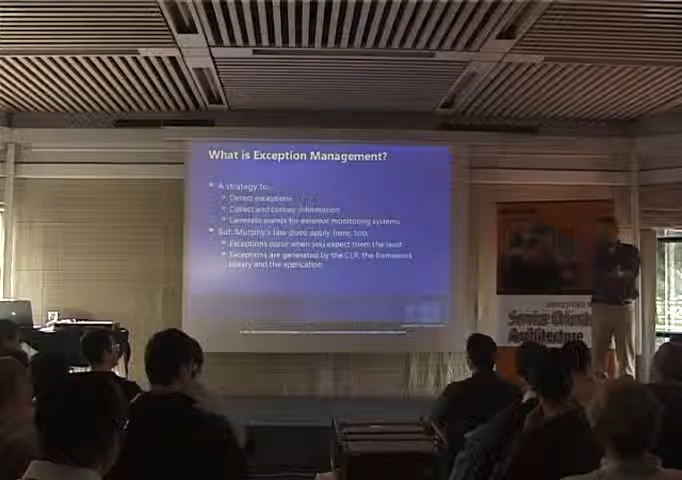 What is Exception Management?
A strategy to:
Detect exceptions
Collect and convey information
Generate events for external monitoring systems
But: Murphy's law does apply here, too:
Exceptions occur when you expect them the least
Exceptions are generated by the CLR, the framework
library and the application
Service Orient
Architecture